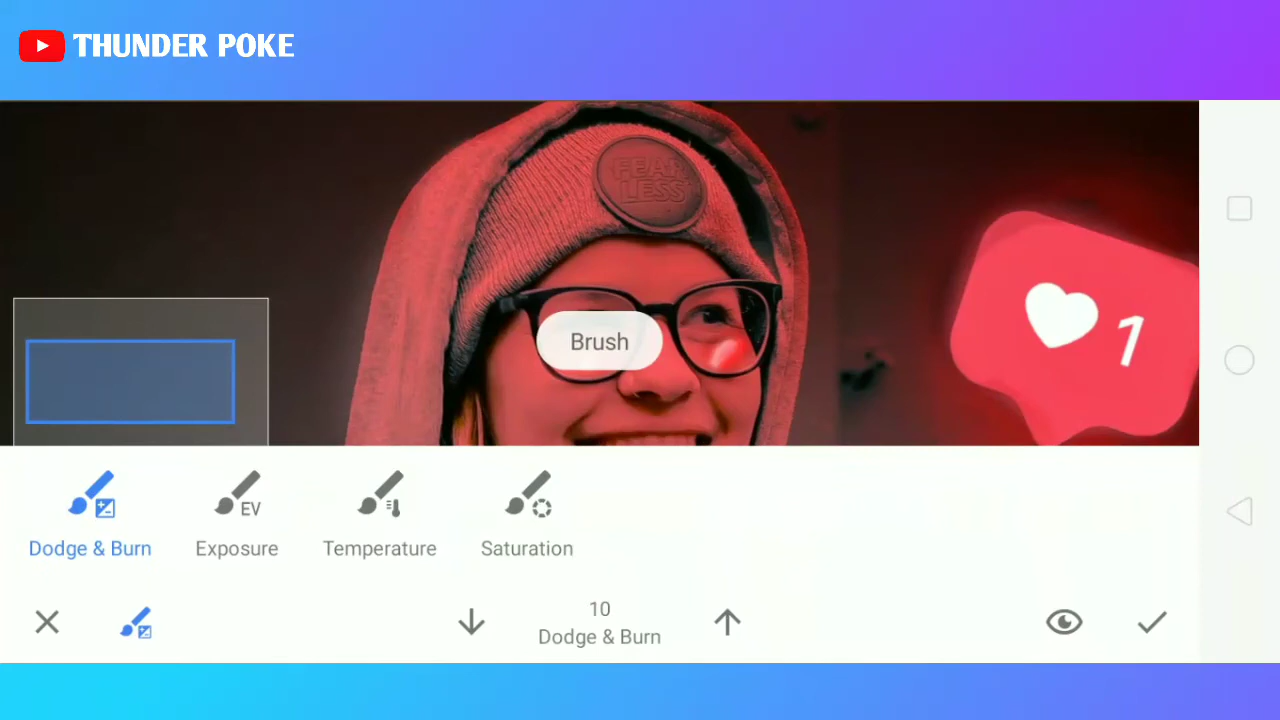 THUNDER POKE
FEAR
LESS
1
Brush
EV
Dodge & Burn
Exposure
Temperature
Saturation
10
Dodge & Burn